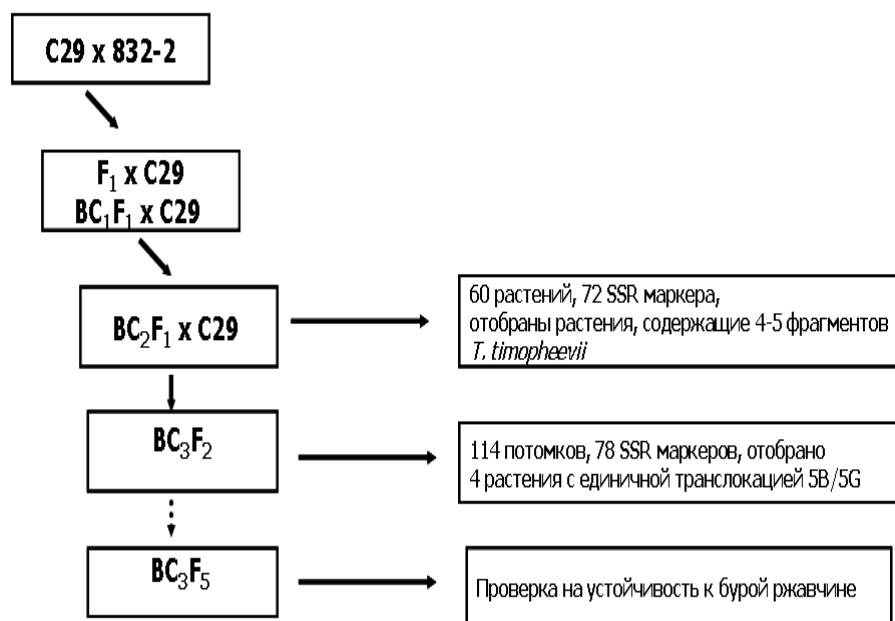 C29 x 832-2
F₁ x C29
BC₁F₁ x C29
BC₂F₁ x C29
60 растений, 72 SSR маркера,
отобраны растения, содержащие 4-5 фрагментов
T. timopheevii
BC₃F₂
114 потомков, 78 SSR маркеров, отобрано
4 растения с единичной транслокацией 5B/5G
BC₃F₅
Проверка на устойчивость к бурой ржавчине